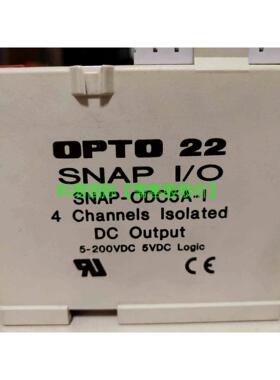 OPTO 22
SNAP I/O
SNAP-ODC5A-I
4 Channels Isolated
DC Output
5-200VDC 5VDC Logic
CE